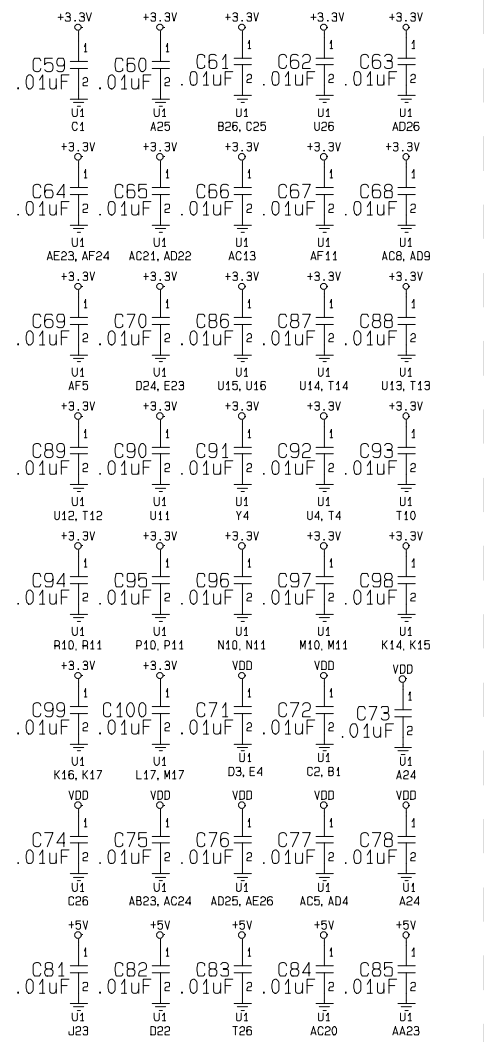 +3.3V +3.3V +3.3V +3.3V +3.3V
1 1 1 1 1
C59 C60 C61 C62 C63
.01uF 2 .01uF 2 .01uF 2 .01uF 2 .01uF 2
U1 U1 U1 U1 U1
C1 A25 B26, C25 U26 AD26
+3.3V +3.3V +3.3V +3.3V +3.3V
1 1 1 1 1
C64 C65 C66 C67 C68
.01uF 2 .01uF 2 .01uF 2 .01uF 2 .01uF 2
U1 U1 U1 U1 U1
AE23, AF24 AC21, AD22 AC13 AF11 AC8, AD9
+3.3V +3.3V +3.3V +3.3V +3.3V
1 1 1 1 1
C69 C70 C86 C87 C88
.01uF 2 .01uF 2 .01uF 2 .01uF 2 .01uF 2
U1 U1 U1 U1 U1
AF5 D24, E23 U15, U16 U14, T14 U13, T13
+3.3V +3.3V +3.3V +3.3V +3.3V
1 1 1 1 1
C89 C90 C91 C92 C93
.01uF 2 .01uF 2 .01uF 2 .01uF 2 .01uF 2
U1 U1 U1 U1 U1
U12, T12 U11 Y4 U4, T4 T10
+3.3V +3.3V +3.3V +3.3V +3.3V
1 1 1 1 1
C94 C95 C96 C97 C98
.01uF 2 .01uF 2 .01uF 2 .01uF 2 .01uF 2
U1 U1 U1 U1 U1
R10, R11 P10, P11 N10, N11 M10, M11 K14, K15
+3.3V +3.3V VDD VDD VDD
1 1 1 1 1
C99 C100 C71 C72 C73
.01uF 2 .01uF 2 .01uF 2 .01uF 2 .01uF 2
U1 U1 U1 U1 U1
K16, K17 L17, M17 D3, E4 C2, B1 A24
VDD VDD VDD VDD VDD
1 1 1 1 1
C74 C75 C76 C77 C78
.01uF 2 .01uF 2 .01uF 2 .01uF 2 .01uF 2
U1 U1 U1 U1 U1
C26 AB23, AC24 AD25, AE26 AC5, AD4 A24
+5V +5V +5V +5V +5V
1 1 1 1 1
C81 C82 C83 C84 C85
.01uF 2 .01uF 2 .01uF 2 .01uF 2 .01uF 2
U1 U1 U1 U1 U1
J23 D22 T26 AC20 AA23